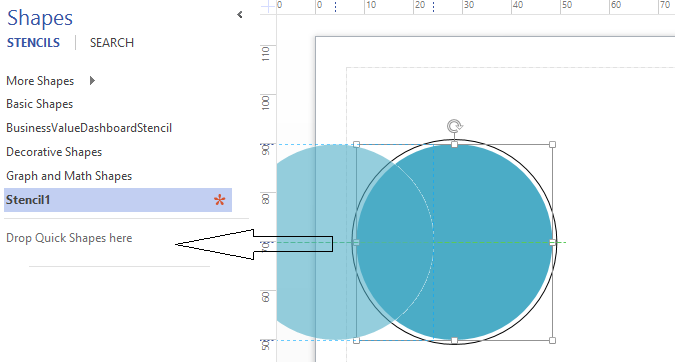 Shapes
STENCILS | SEARCH
More Shapes
Basic Shapes
BusinessValueDashboardStencil
Decorative Shapes
Graph and Math Shapes
Stencil1
Drop Quick Shapes here
0 0 10 20 30 40 50 60 70
110
100
90
80
70
60
50